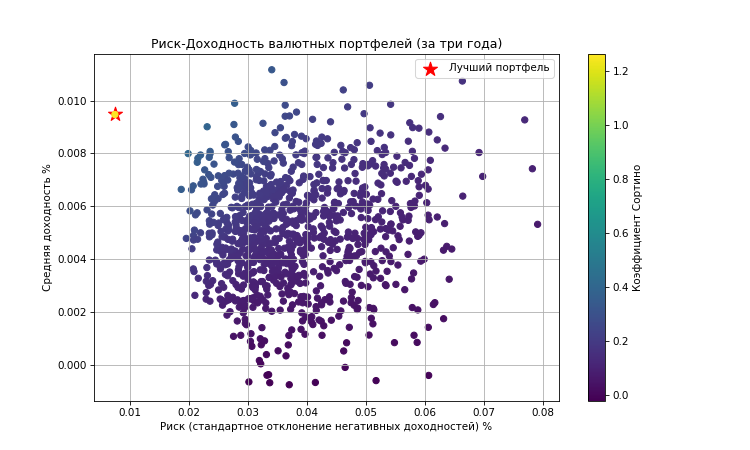 Риск-Доходность валютных портфелей (за три года)
Лучший портфель
Средняя доходность %
0.010
0.008
0.006
0.004
0.002
0.000
0.01 0.02 0.03 0.04 0.05 0.06 0.07 0.08
Риск (стандартное отклонение негативных доходностей) %
1.2
1.0
0.8
0.6
0.4
0.2
0.0
Коэффициент Сортино